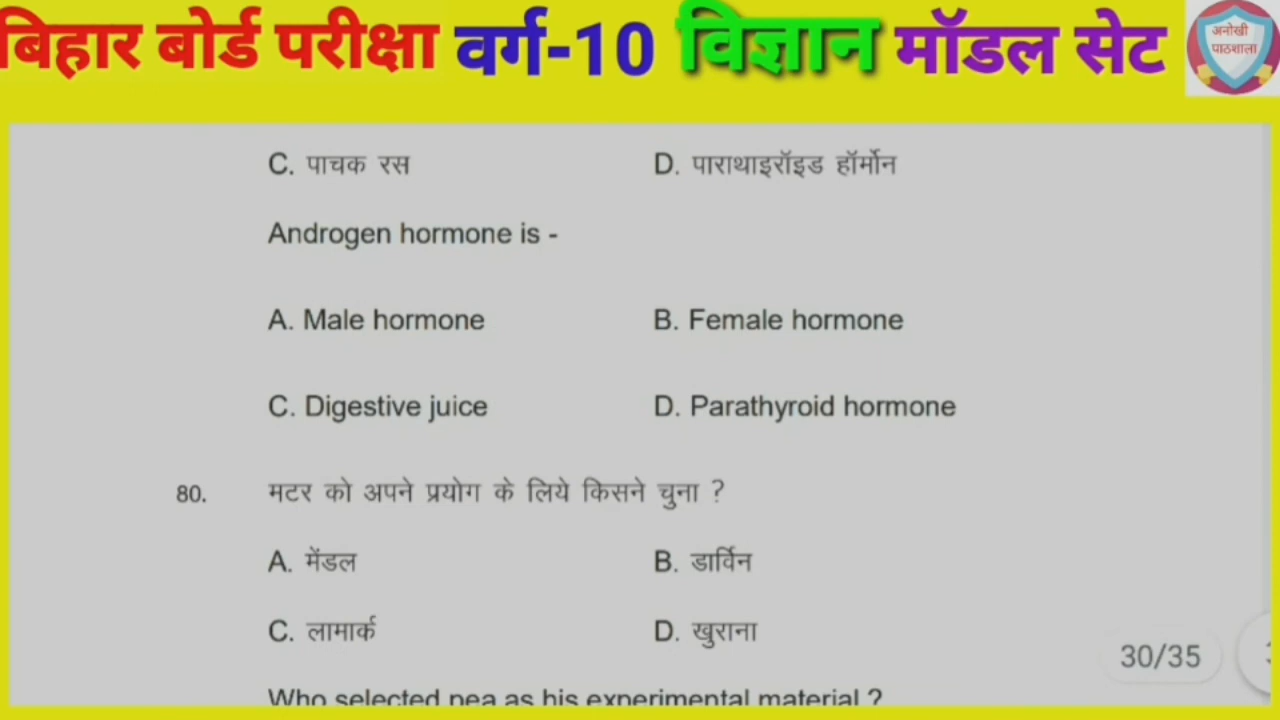 बिहार बोर्ड परीक्षा वर्ग-10 विज्ञान मॉडल सेट
अनोखी
पाठशाला
C. पाचक रस D. पाराथाइरॉइड हॉर्मोन
Androgen hormone is -
A. Male hormone B. Female hormone
C. Digestive juice D. Parathyroid hormone
80. मटर को अपने प्रयोग के लिये किसने चुना ?
A. मेंडल B. डार्विन
C. लामार्क D. खुराना
30/35
Who selected pea as his experimental material ?